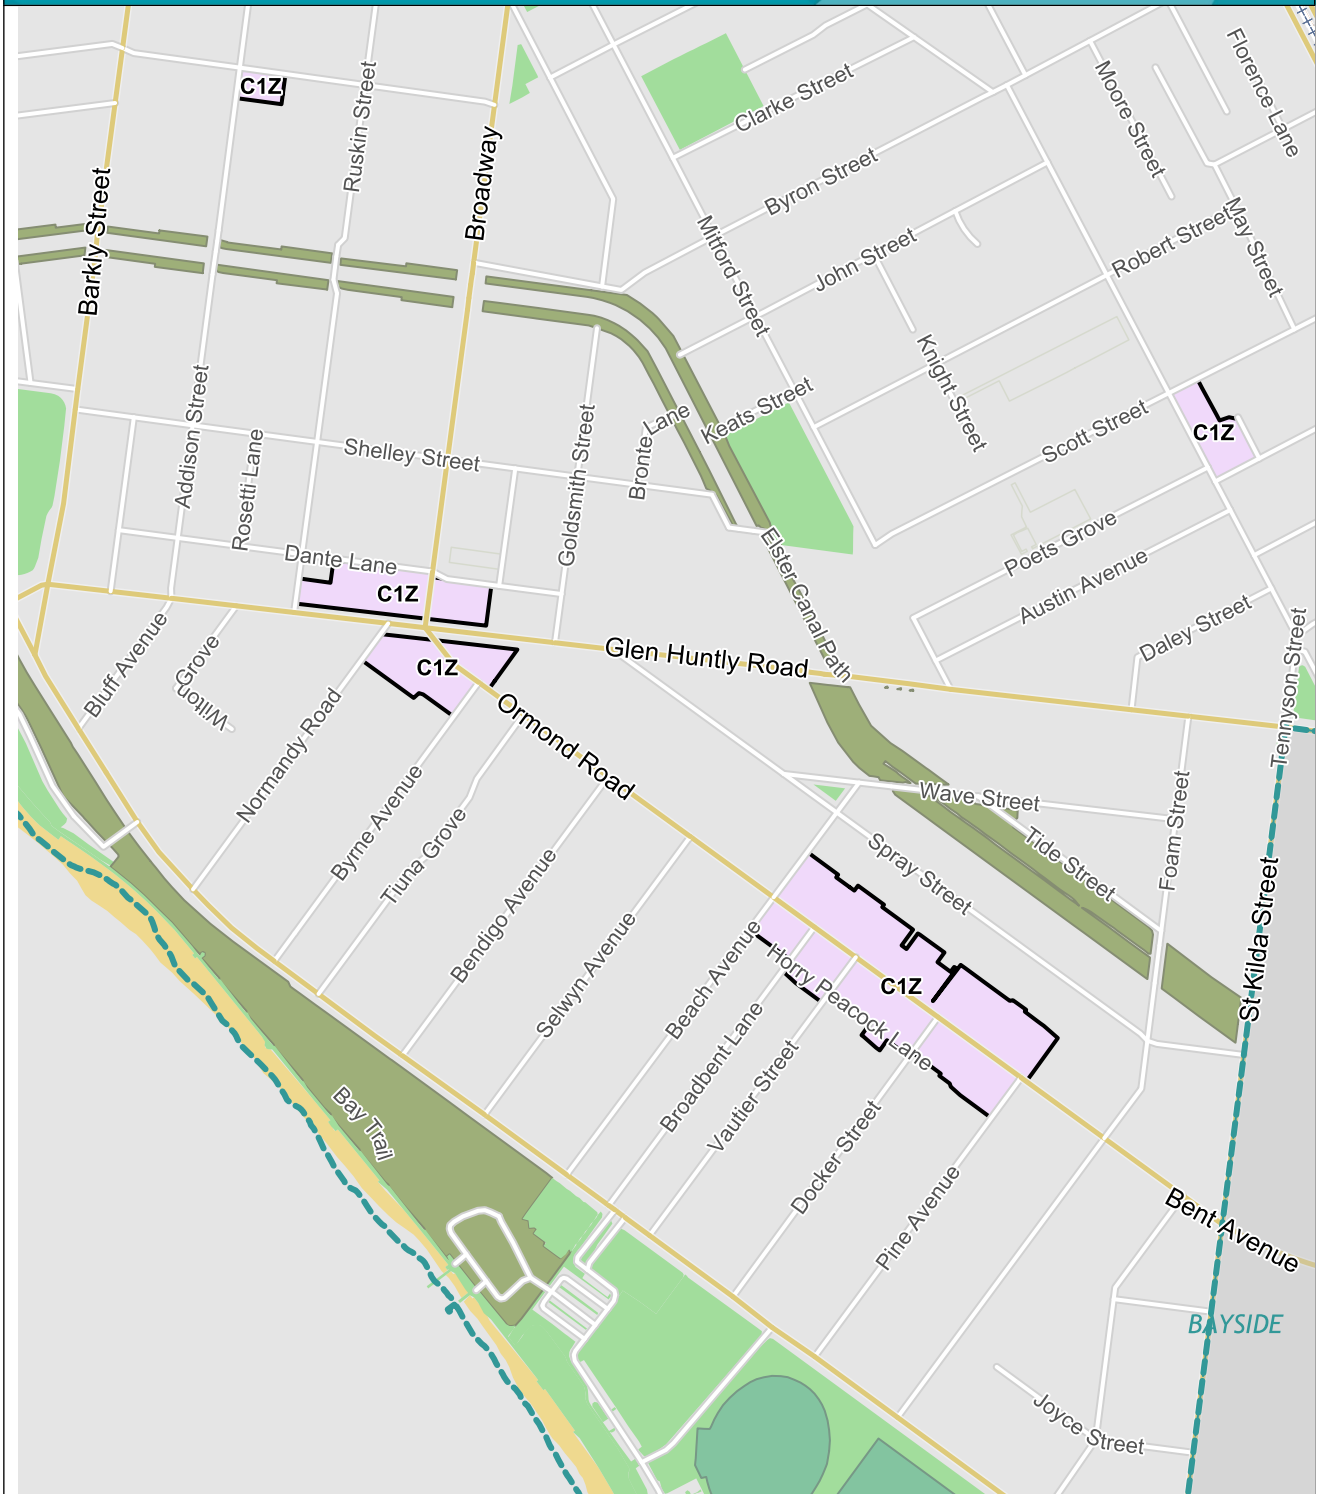 Florence Lane
Moore Street
C1Z
Ruskin Street
Clarke Street
Broadway
Byron Street
Barkly Street
May Street
Robert Street
John Street
Mitford Street
Knight Street
Addison Street
Keats Street
Scott Street
C1Z
Shelley Street
Rosetti Lane
Goldsmith Street
Bronte Lane
Poets Grove
Dante Lane
Elster Canal Path
Austin Avenue
C1Z
Daley Street
Bluff Avenue
Glen Huntly Road
C1Z
Wilton Grove
Tennyson Street
Normandy Road
Ormond Road
Wave Street
Byrne Avenue
Foam Street
Tiuna Grove
Tide Street
Spray Street
Bendigo Avenue
St Kilda Street
Selwyn Avenue
Beach Avenue
C1Z
Horry Peacock Lane
Broadbent Lane
Vautier Street
Bay Trail
Docker Street
Pine Avenue
Bent Avenue
BAYSIDE
Joyce Street